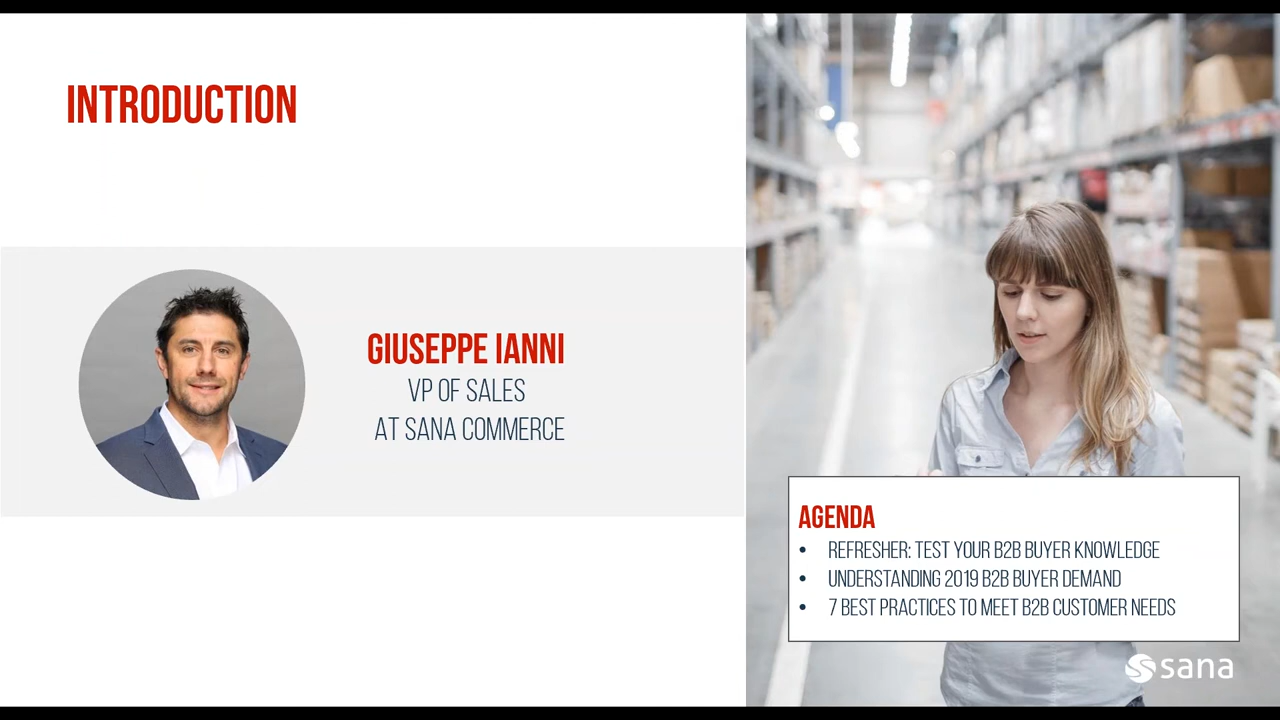 INTRODUCTION
GIUSEPPE IANNI
VP OF SALES
AT SANA COMMERCE
AGENDA
• REFRESHER: TEST YOUR B2B BUYER KNOWLEDGE
• UNDERSTANDING 2019 B2B BUYER DEMAND
• 7 BEST PRACTICES TO MEET B2B CUSTOMER NEEDS
sana